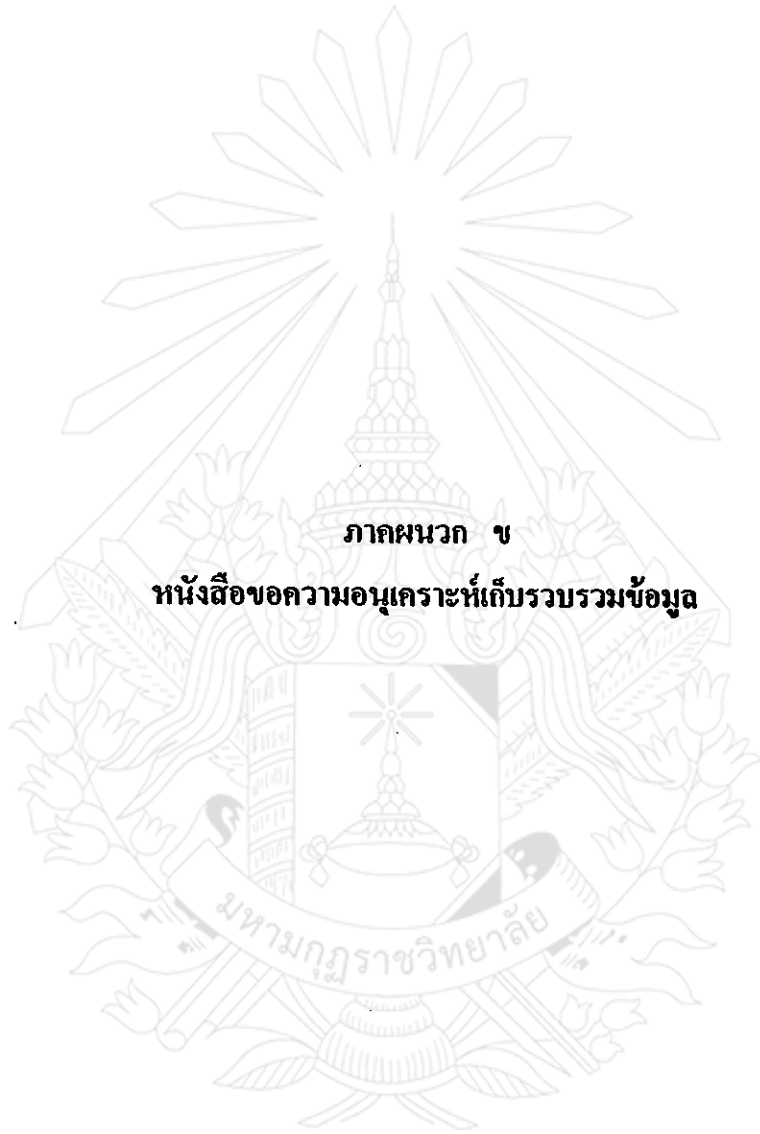 ภาคผนวก ข
หนังสือขอความอนุเคราะห์เก็บรวบรวมข้อมูล
มหามกุฏราชวิทยาลัย